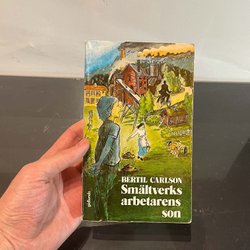 BERTIL CARLSON
Smältverks
arbetarens
son